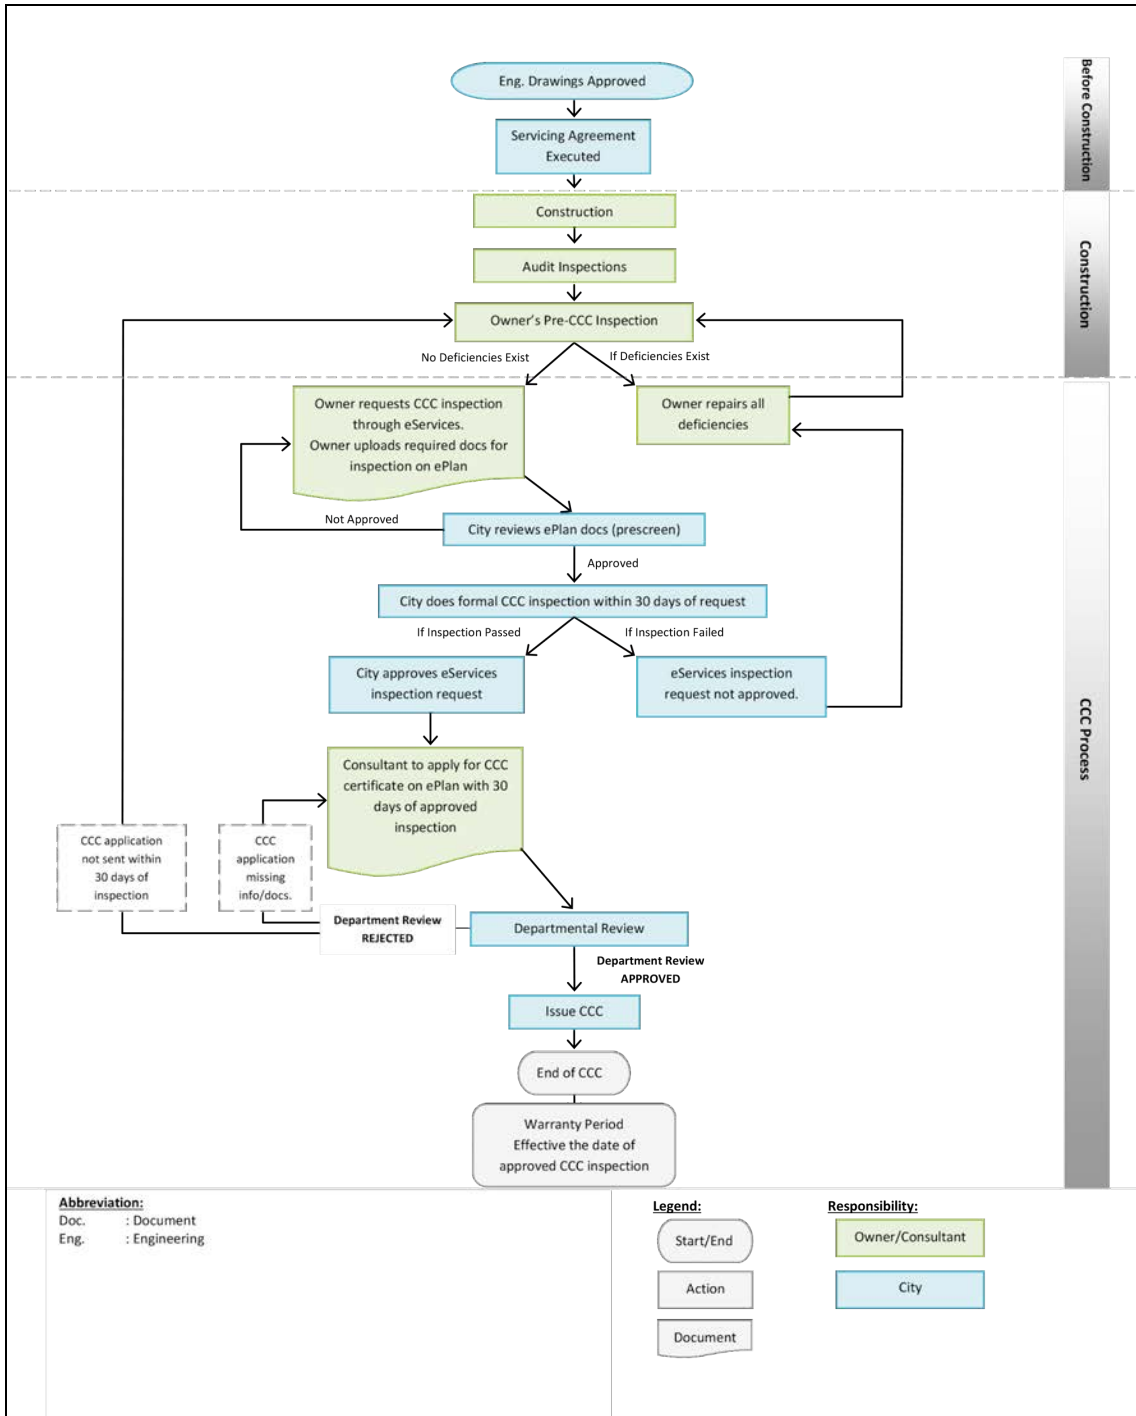 Before Construction
Eng. Drawings Approved
Servicing Agreement
Executed
Construction
Construction
Audit Inspections
Owner's Pre-CCC Inspection
No Deficiencies Exist
If Deficiencies Exist
CCC Process
Owner requests CCC inspection
through eServices.
Owner uploads required docs for
inspection on ePlan
Owner repairs all
deficiencies
Not Approved
City reviews ePlan docs (prescreen)
Approved
City does formal CCC inspection within 30 days of request
If Inspection Passed
If Inspection Failed
City approves eServices
inspection request
eServices inspection
request not approved.
Consultant to apply for CCC
certificate on ePlan with 30
days of approved
inspection
CCC application
not sent within
30 days of
inspection
CCC
application
missing
info/docs.
Department Review
REJECTED
Departmental Review
Department Review
APPROVED
Issue CCC
End of CCC
Warranty Period
Effective the date of
approved CCC inspection
Abbreviation:
Doc. : Document
Eng. : Engineering
Legend:
Start/End
Action
Document
Responsibility:
Owner/Consultant
City